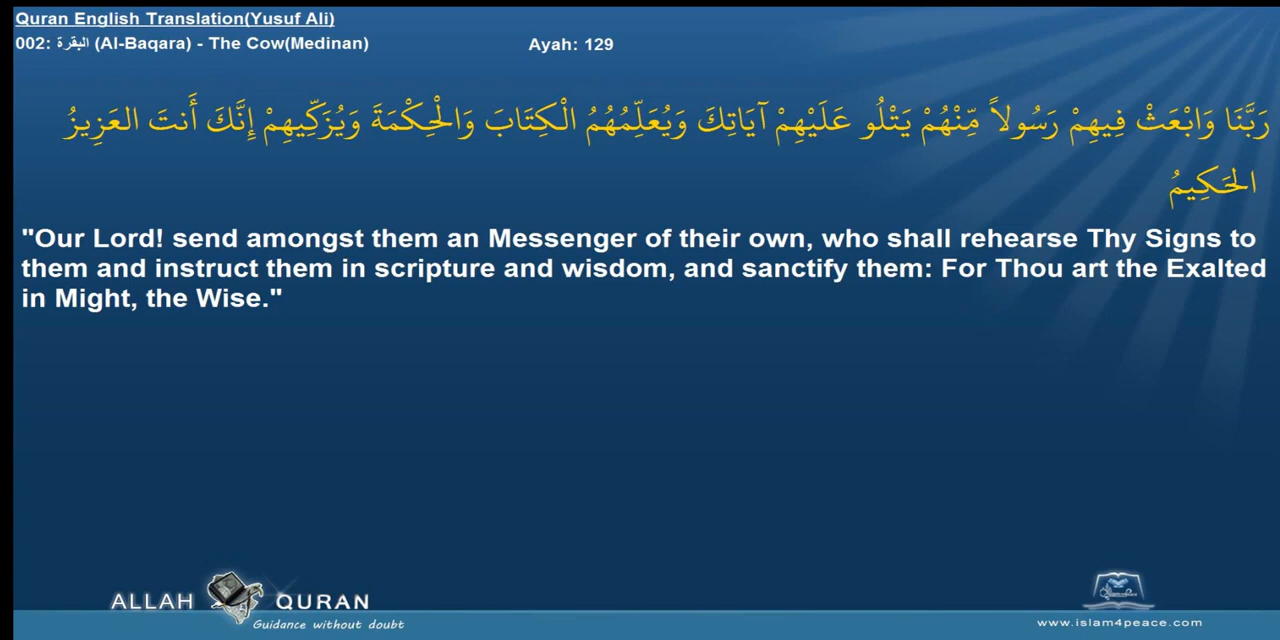 Quran English Translation(Yusuf Ali)
002: البقرة (Al-Baqara) - The Cow(Medinan)
Ayah: 129
رَبَّنَا وَابْعَثْ فِيهِمْ رَسُولاً مِّنْهُمْ يَتْلُو عَلَيْهِمْ آيَاتِكَ وَيُعَلِّمُهُمُ الْكِتَابَ وَالْحِكْمَةَ وَيُزَكِّيهِمْ إِنَّكَ أَنتَ العَزِيزُ
الحَكِيمُ
"Our Lord! send amongst them an Messenger of their own, who shall rehearse Thy Signs to
them and instruct them in scripture and wisdom, and sanctify them: For Thou art the Exalted
in Might, the Wise."
ALLAH QURAN
Guidance without doubt
www.islam4peace.com